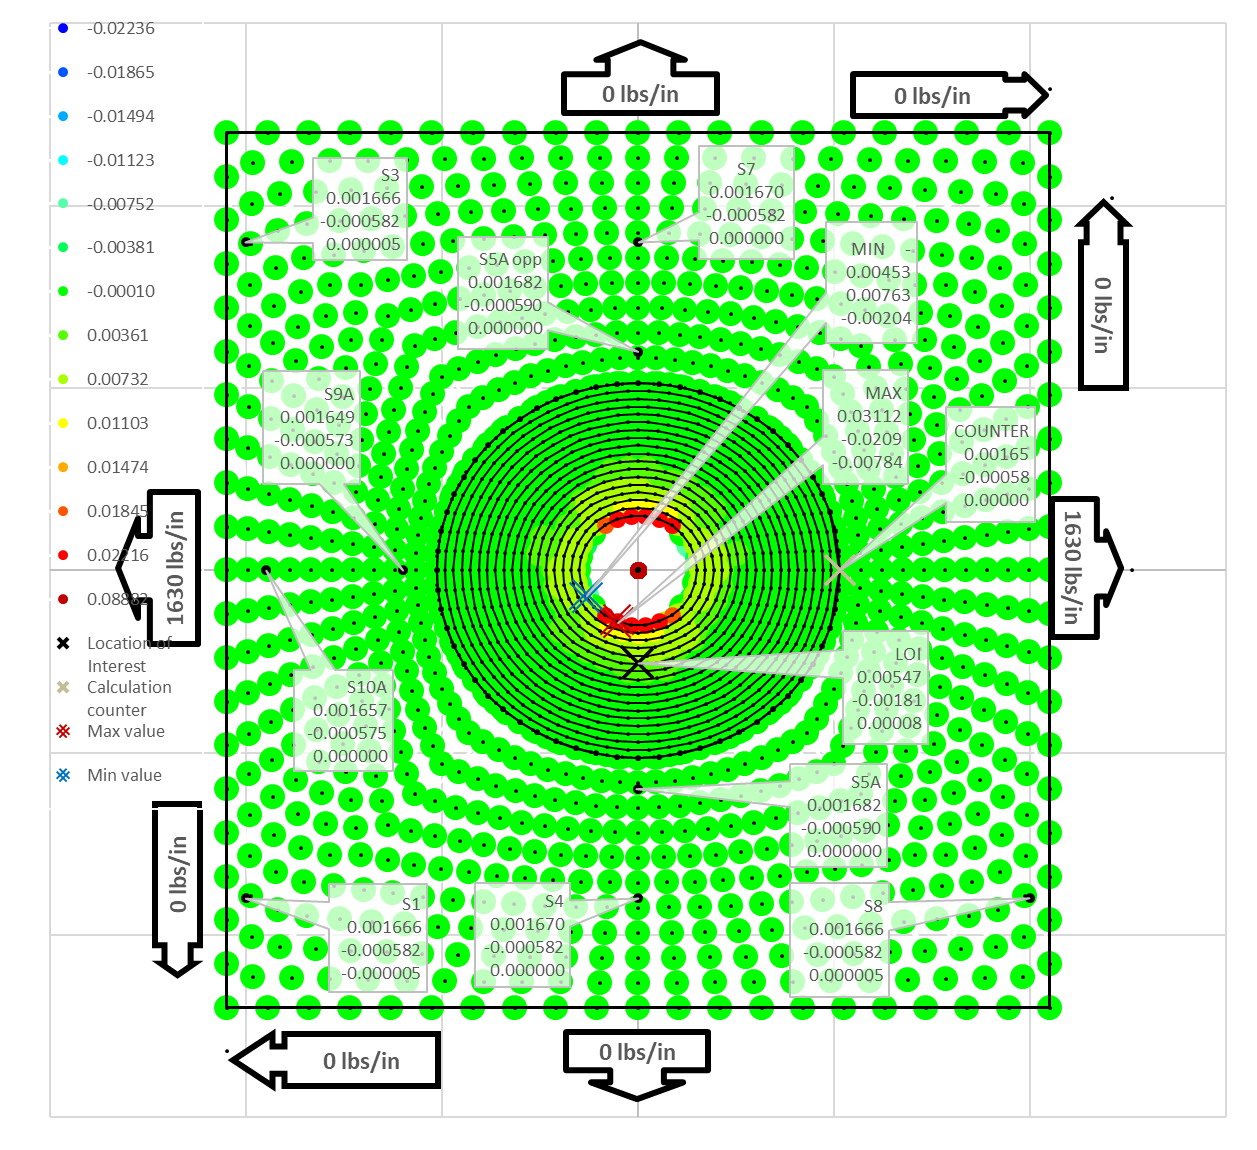 -0.02236
-0.01865
-0.01494
-0.01123
-0.00752
-0.00381
-0.00010
0.00361
0.00732
0.01103
0.01474
0.01845
0.02216
0.08882
Location of
Interest
Calculation
counter
Max value
Min value
0 lbs/in
0 lbs/in
S3
0.001666
-0.000582
0.000005
S7
0.001670
-0.000582
0.000000
S5A opp
0.001682
-0.000590
0.000000
MIN -
0.00453
0.00763
-0.00204
0 lbs/in
S9A
0.001649
-0.000573
0.000000
MAX
0.03112
-0.0209
-0.00784
COUNTER
0.00165
-0.00058
0.00000
1630 lbs/in
1630 lbs/in
S10A
0.001657
-0.000575
0.000000
LOI
0.00547
-0.00181
0.00008
S5A
0.001682
-0.000590
0.000000
0 lbs/in
S1
0.001666
-0.000582
-0.000005
S4
0.001670
-0.000582
0.000000
S8
0.001666
-0.000582
0.000005
0 lbs/in
0 lbs/in